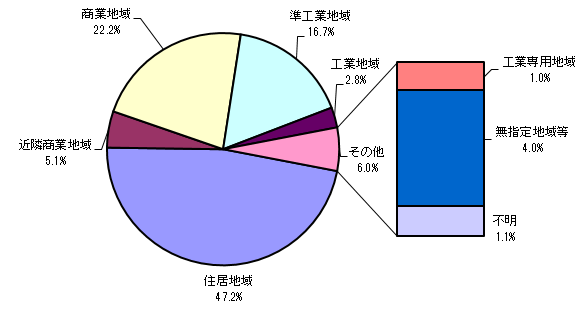 商業地域
22.2%
準工業地域
16.7%
工業地域
2.8%
工業専用地域
1.0%
無指定地域等
4.0%
近隣商業地域
5.1%
その他
6.0%
不明
1.1%
住居地域
47.2%